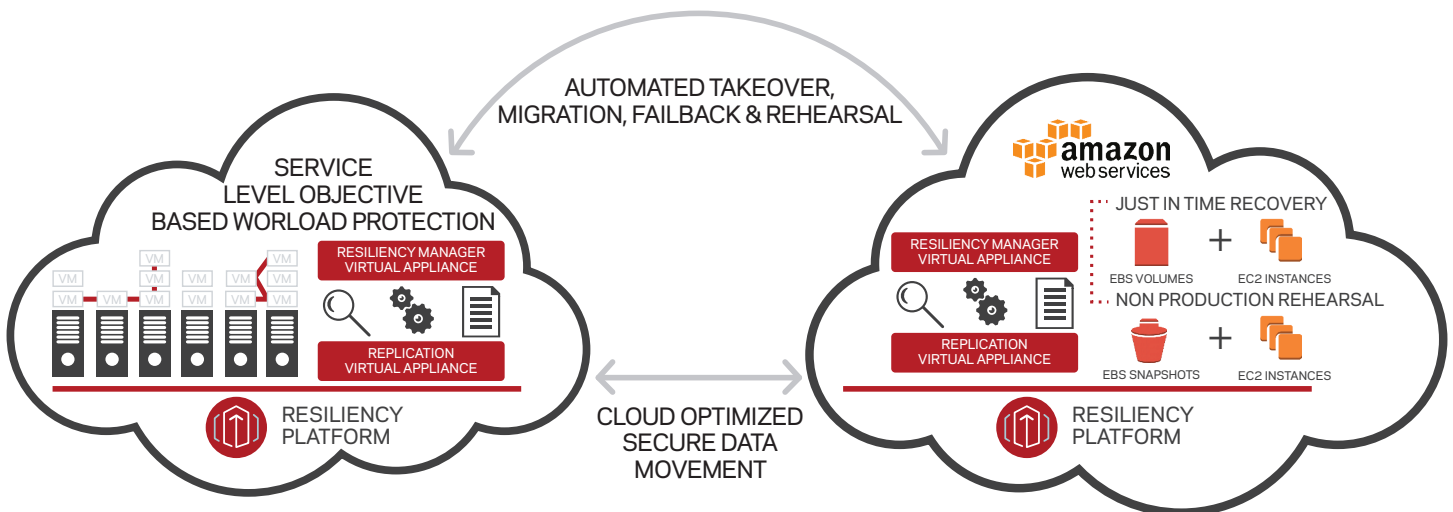 AUTOMATED TAKEOVER,
MIGRATION, FAILBACK & REHEARSAL
SERVICE
LEVEL OBJECTIVE
BASED WORLOAD PROTECTION
VM
VM
VM
VM
VM
VM
VM
VM
VM
VM
VM
VM
VM
RESILIENCY MANAGER
VIRTUAL APPLIANCE
REPLICATION
VIRTUAL APPLIANCE
RESILIENCY
PLATFORM
CLOUD OPTIMIZED
SECURE DATA
MOVEMENT
amazon
web services
RESILIENCY MANAGER
VIRTUAL APPLIANCE
REPLICATION
VIRTUAL APPLIANCE
JUST IN TIME RECOVERY
+
EBS VOLUMES
EC2 INSTANCES
NON PRODUCTION REHEARSAL
+
EBS SNAPSHOTS
EC2 INSTANCES
RESILIENCY
PLATFORM